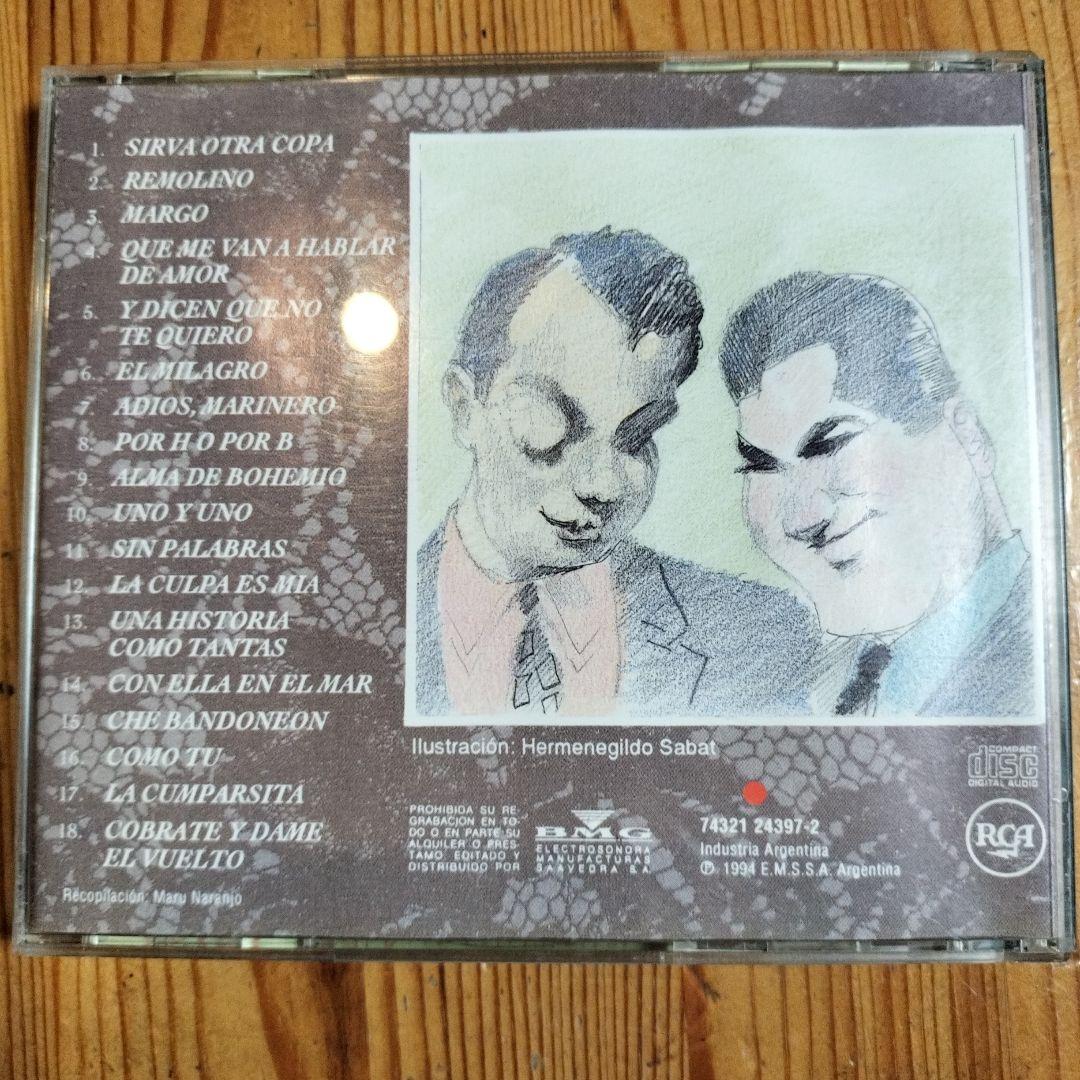 1. SIRVA OTRA COPA
2. REMOLINO
3. MARGO
4. QUE ME VAN A HABLAR
DE AMOR
5. Y DICEN QUE NO
TE QUIERO
6. EL MILAGRO
7. ADIOS, MARINERO
8. POR H O POR B
9. ALMA DE BOHEMIO
10. UNO Y UNO
11. SIN PALABRAS
12. LA CULPA ES MIA
13. UNA HISTORIA
COMO TANTAS
14. CON ELLA EN EL MAR
15. CHE BANDONEON
16. COMO TU
17. LA CUMPARSITA
18. COBRATE Y DAME
EL VUELTO
Recopilación: Maru Naranjo
Ilustración: Hermenegildo Sabat
PROHIBIDA SU RE-
GRABACION EN TO-
DO O EN PARTE SU
ALQUILER O PRES-
TAMO. EDITADO Y
DISTRIBUIDO POR
BMG
ELECTROSONORA
MANUFACTURAS
SAAVEDRA S.A.
74321 24397-2
Industria Argentina
Ⓟ 1994 E.M.S.S.A. Argentina
COMPACT
disc
DIGITAL AUDIO
RCA